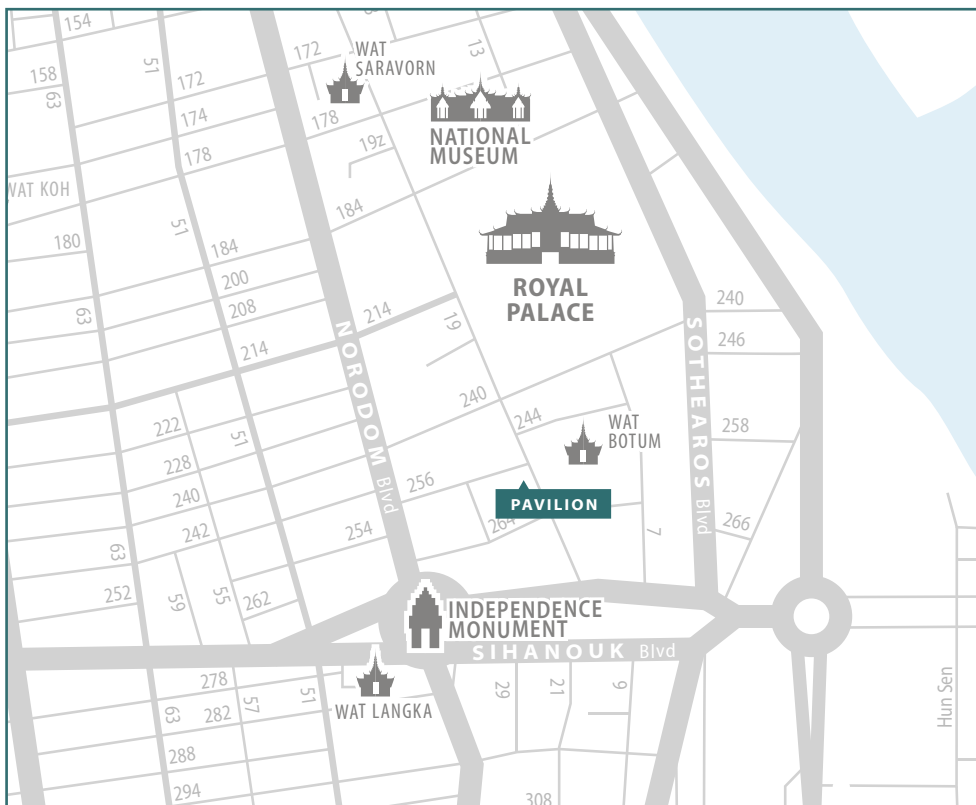 154
51
172
WAT
SARAVORN
13
158
63
172
NATIONAL
MUSEUM
174
178
19z
178
WAT KOH
184
180
51
184
200
208
214
ROYAL
PALACE
240
63
214
19
246
NORODOM Blvd
SOTHEAROS Blvd
240
244
WAT
BOTUM
258
222
228
51
240
256
PAVILION
242
254
264
7
266
63
252
59
55
262
INDEPENDENCE
MONUMENT
SIHANOUK Blvd
278
WAT LANGKA
63
282
57
51
29
21
9
Hun Sen
288
294
308